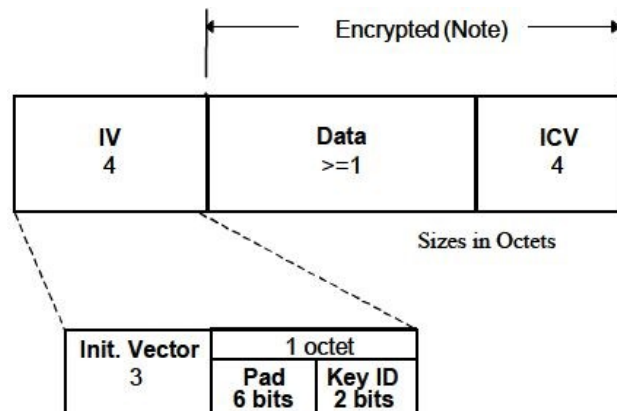 Encrypted (Note)
IV
4
Data
>=1
ICV
4
Sizes in Octets
Init. Vector
3
1 octet
Pad
6 bits
Key ID
2 bits